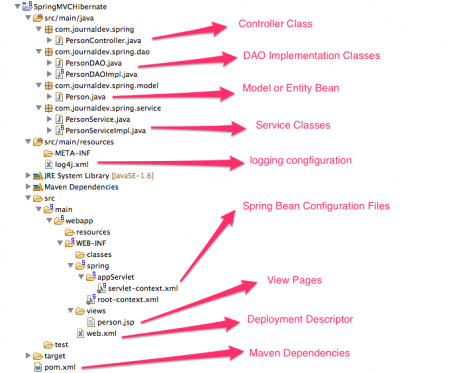 SpringMVCHibernate
src/main/java
com.journaldev.spring
PersonController.java
Controller Class
com.journaldev.spring.dao
PersonDAO.java
PersonDAOImpl.java
DAO Implementation Classes
com.journaldev.spring.model
Person.java
Model or Entity Bean
com.journaldev.spring.service
PersonService.java
PersonServiceImpl.java
Service Classes
src/main/resources
META-INF
log4j.xml
logging congfiguration
JRE System Library [JavaSE-1.6]
Maven Dependencies
src
main
webapp
resources
WEB-INF
classes
spring
appServlet
servlet-context.xml
Spring Bean Configuration Files
root-context.xml
views
person.jsp
View Pages
web.xml
Deployment Descriptor
test
target
pom.xml
Maven Dependencies